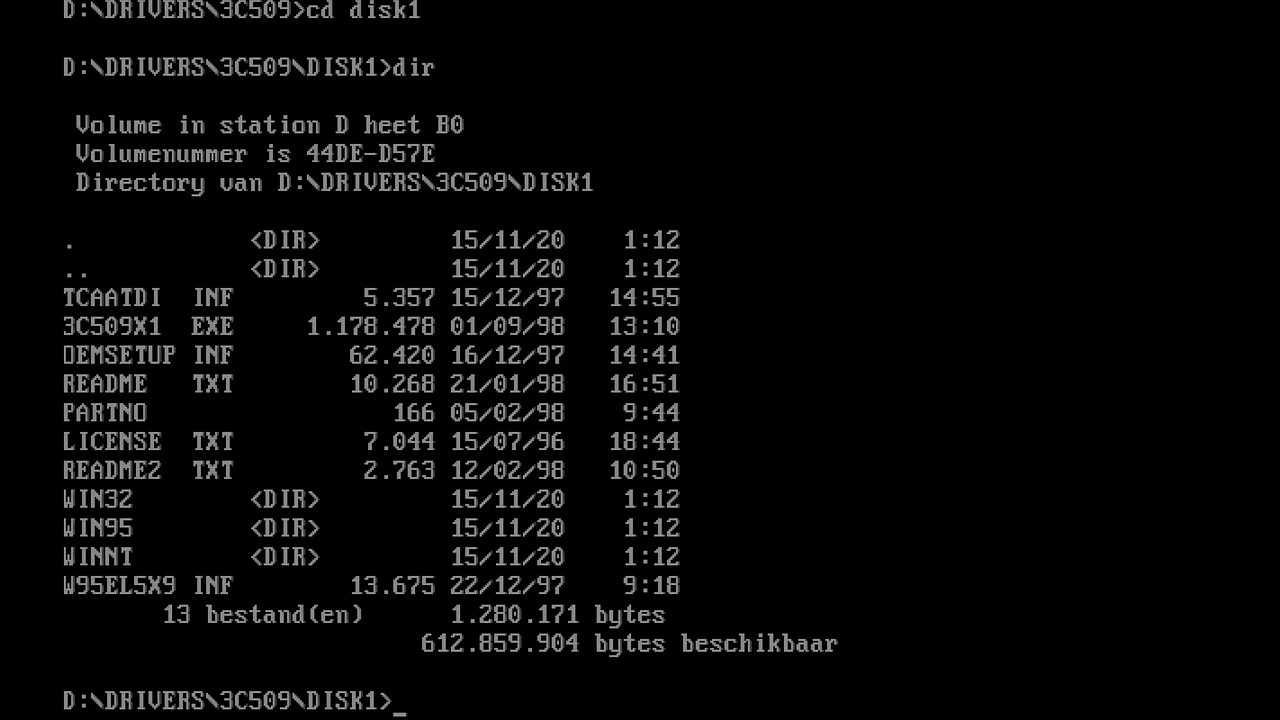 D:\DRIVERS\3C509>cd disk1
D:\DRIVERS\3C509\DISK1>dir
Volume in station D heet B0
Volumenummer is 44DE-D57E
Directory van D:\DRIVERS\3C509\DISK1
. <DIR> 15/11/20 1:12
.. <DIR> 15/11/20 1:12
TCAATDI INF 5.357 15/12/97 14:55
3C509X1 EXE 1.178.478 01/09/98 13:10
OEMSETUP INF 62.420 16/12/97 14:41
README TXT 10.268 21/01/98 16:51
PARTNO 166 05/02/98 9:44
LICENSE TXT 7.044 15/07/96 18:44
README2 TXT 2.763 12/02/98 10:50
WIN32 <DIR> 15/11/20 1:12
WIN95 <DIR> 15/11/20 1:12
WINNT <DIR> 15/11/20 1:12
W95EL5X9 INF 13.675 22/12/97 9:18
13 bestand(en) 1.280.171 bytes
612.859.904 bytes beschikbaar
D:\DRIVERS\3C509\DISK1>_